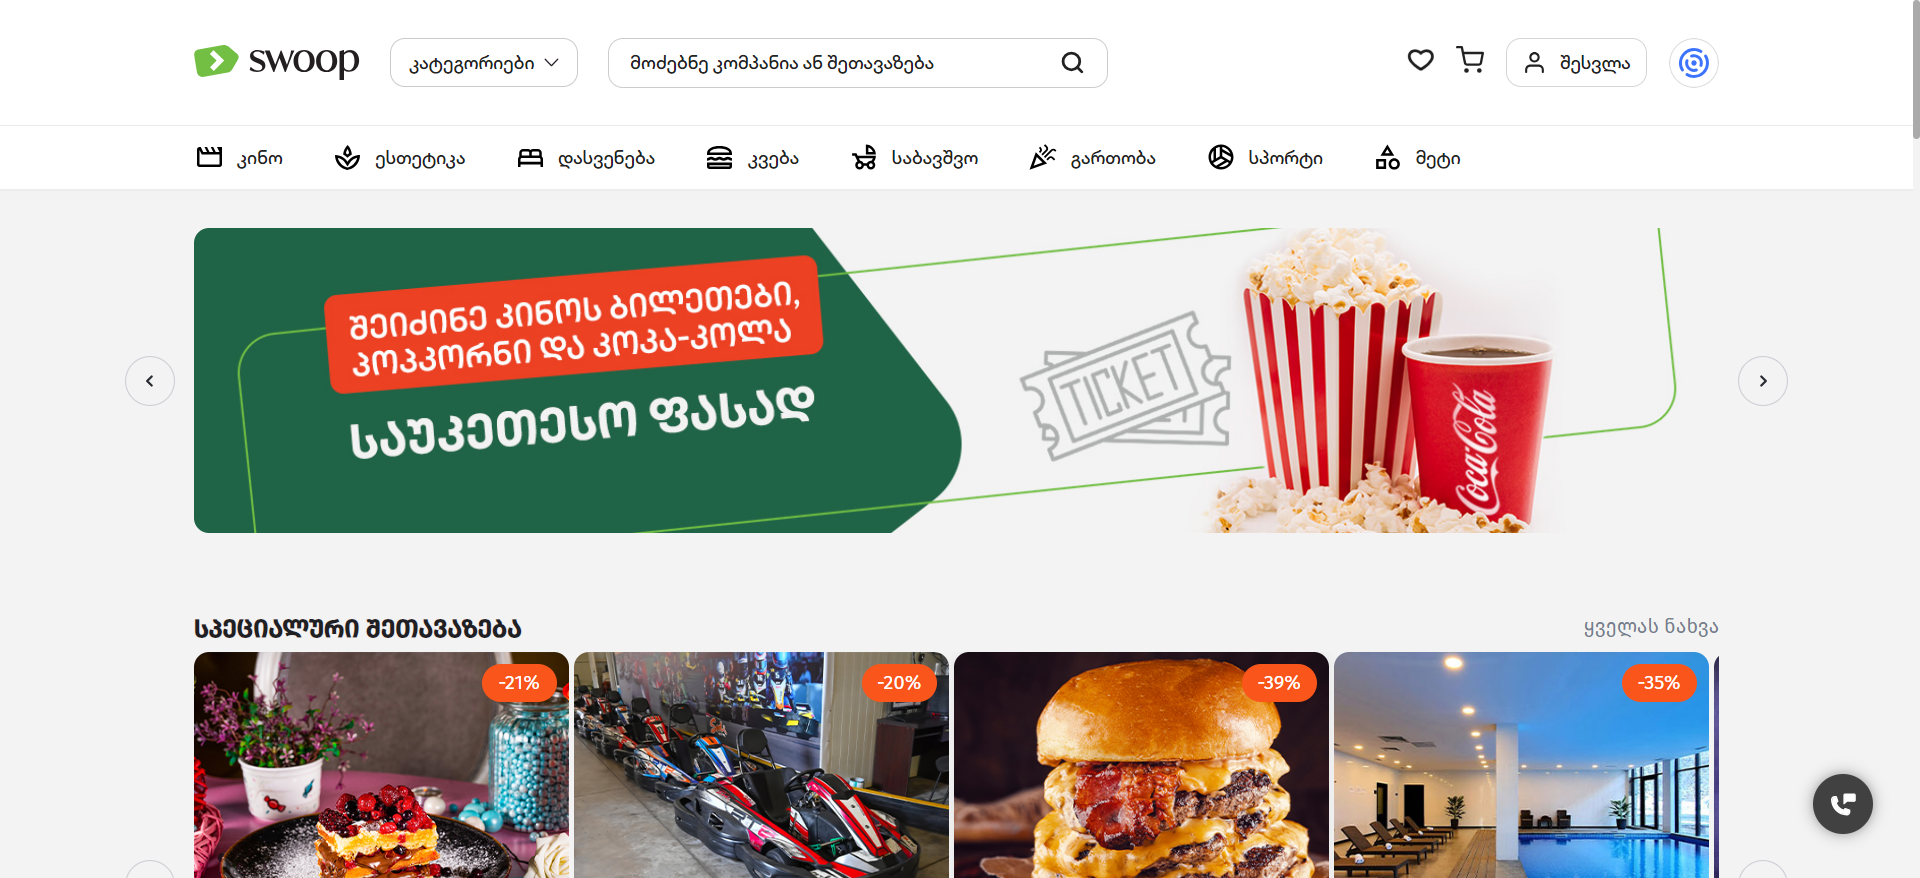 swoop
კატეგორიები
მოძებნე კომპანია ან შეთავაზება
შესვლა
კინო
ესთეტიკა
დასვენება
კვება
საბავშვო
გართობა
სპორტი
მეტი
შეიძინე კინოს ბილეთები,
პოპკორნი და კოკა-კოლა
საუკეთესო ფასად
TICKET
Coca-Cola
სპეციალური შეთავაზება
ყველას ნახვა
-21%
-20%
-39%
-35%